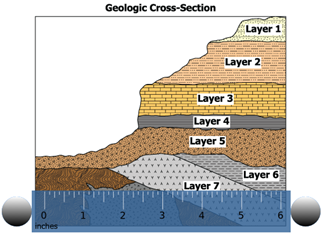 Geologic Cross-Section
Layer 1
Layer 2
Layer 3
Layer 4
Layer 5
Layer 6
Layer 7
0 1 2 3 4 5 6
inches